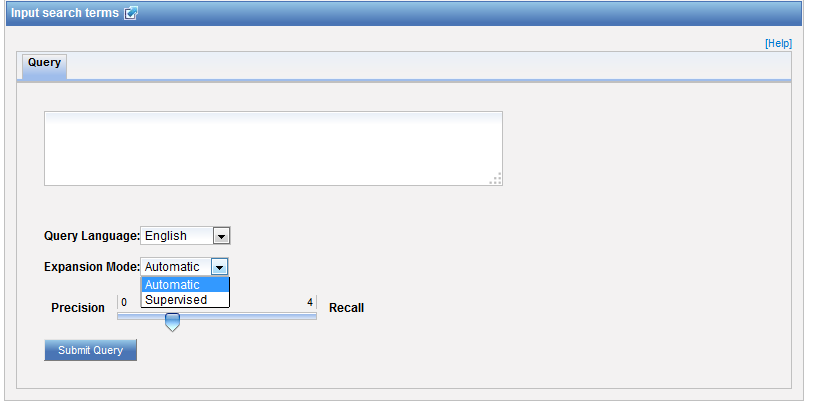 Input search terms
[Help]
Query
Query Language: English
Expansion Mode: Automatic
Automatic
Supervised
Precision 0 4 Recall
Submit Query